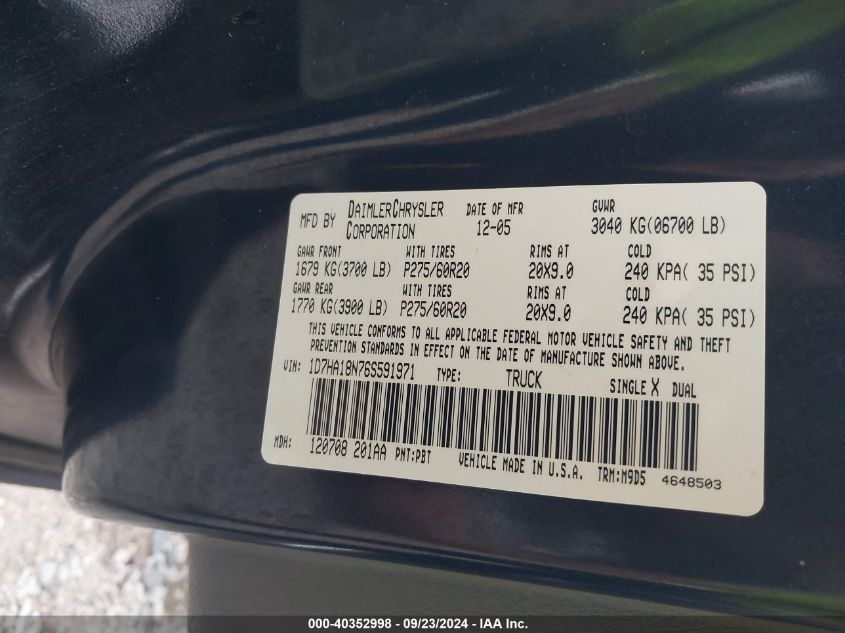 MFD BY DAIMLERCHRYSLER CORPORATION
DATE OF MFR 12-05
GVWR 3040 KG(06700 LB)
GAWR FRONT WITH TIRES RIMS AT COLD
1679 KG(3700 LB) P275/60R20 20X9.0 240 KPA( 35 PSI)
GAWR REAR WITH TIRES RIMS AT COLD
1770 KG(3900 LB) P275/60R20 20X9.0 240 KPA( 35 PSI)
THIS VEHICLE CONFORMS TO ALL APPLICABLE FEDERAL MOTOR VEHICLE SAFETY AND THEFT
PREVENTION STANDARDS IN EFFECT ON THE DATE OF MANUFACTURE SHOWN ABOVE.
VIN: 1D7HA18N76S591971 TYPE: TRUCK SINGLE X DUAL
MDH: 120708 201AA PNT:PBT VEHICLE MADE IN U.S.A. TRM:M9D5 4648503
000-40352998 - 09/23/2024 - IAA Inc.